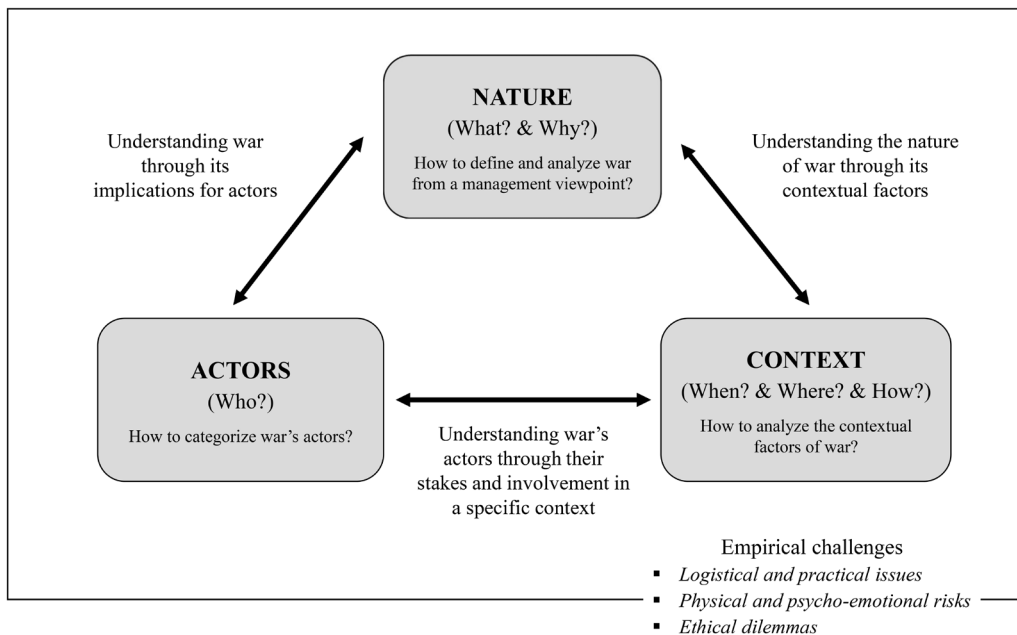 NATURE
(What? & Why?)
How to define and analyze war
from a management viewpoint?
Understanding war
through its
implications for actors
Understanding the nature
of war through its
contextual factors
ACTORS
(Who?)
How to categorize war’s actors?
CONTEXT
(When? & Where? & How?)
How to analyze the contextual
factors of war?
Understanding war’s
actors through their
stakes and involvement in
a specific context
Empirical challenges
▪ Logistical and practical issues
▪ Physical and psycho-emotional risks
▪ Ethical dilemmas